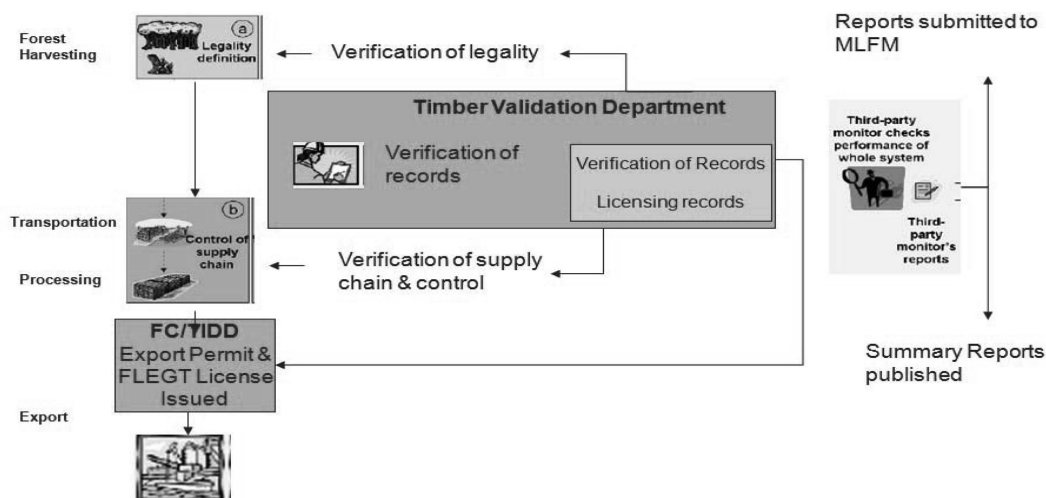 Forest
Harvesting
a
Legality
definition
Verification of legality
Reports submitted to
MLFM
Timber Validation Department
Verification of
records
Verification of Records
Licensing records
Third-party
monitor checks
performance of
whole system
Third-
party
monitor's
reports
Transportation
b
Control of
supply
chain
Processing
Verification of supply
chain & control
FC/TIDD
Export Permit &
FLEGT License
Issued
Summary Reports
published
Export